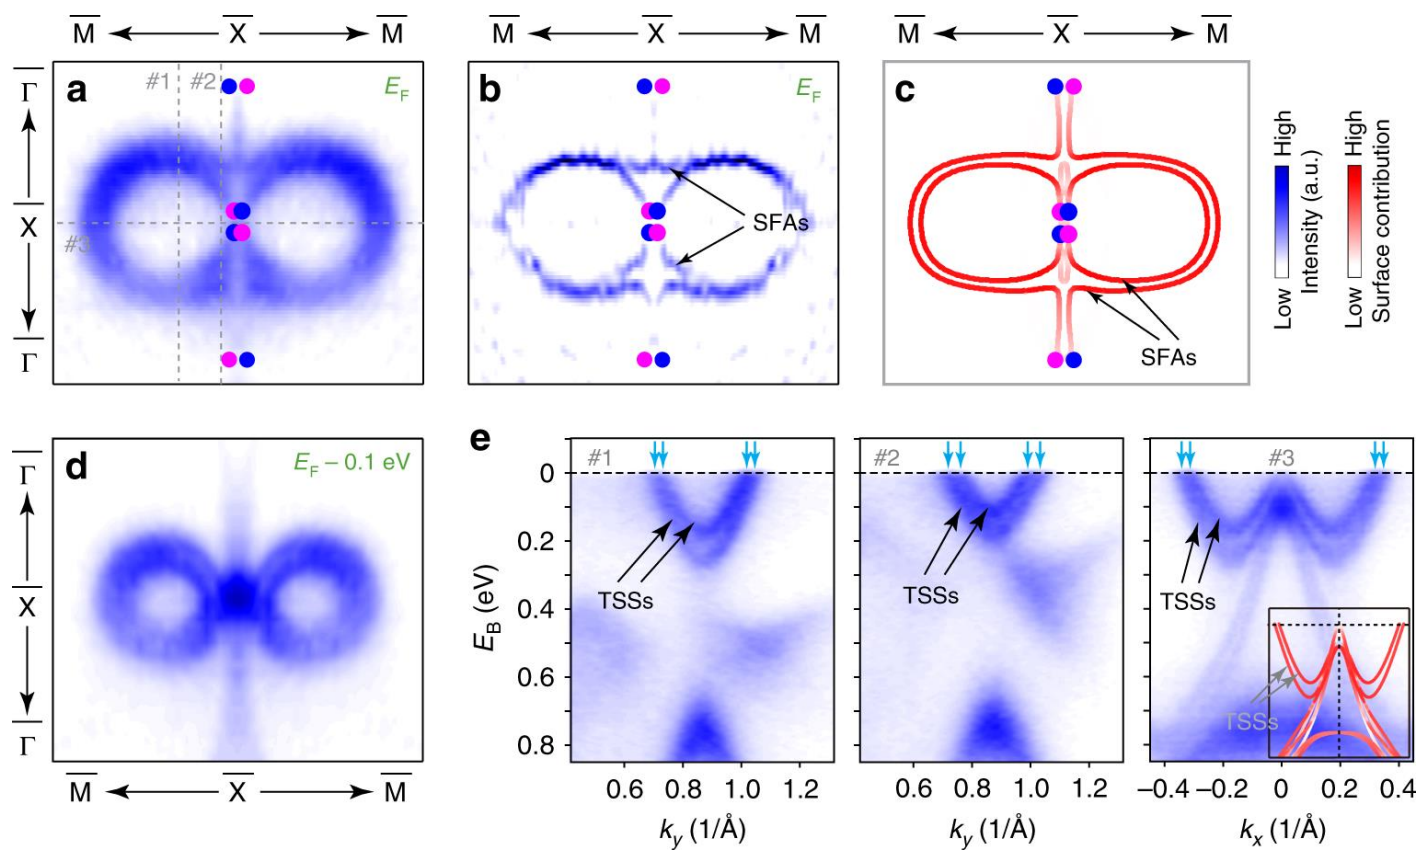 M̅ X̅ M̅ M̅ X̅ M̅ M̅ X̅ M̅
Γ̅
X̅
Γ̅
a #1 #2 E_F
#3
b E_F
SFAs
c
SFAs
Low High
Intensity (a.u.)
Low High
Surface contribution
Γ̅
X̅
Γ̅
d E_F – 0.1 eV
M̅ X̅ M̅
e
#1 #2 #3
0
0.2
0.4
0.6
0.8
E_B (eV)
TSSs TSSs TSSs
TSSs
0.6 0.8 1.0 1.2 0.6 0.8 1.0 1.2 −0.4 −0.2 0 0.2 0.4
k_y (1/Å) k_y (1/Å) k_x (1/Å)